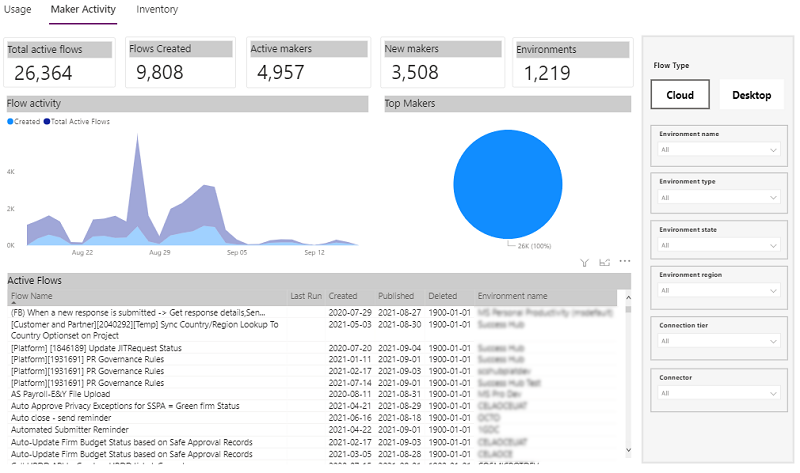 Usage Maker Activity Inventory
Total active flows Flows Created Active makers New makers Environments
26,364 9,808 4,957 3,508 1,219
Flow activity
Created Total Active Flows
4K
2K
0K
Aug 22 Aug 29 Sep 05 Sep 12
Top Makers
26K (100%)
Flow Type
Cloud Desktop
Environment name
All
Environment type
All
Environment state
All
Environment region
All
Connection tier
All
Connector
All
Active Flows
Flow Name Last Run Created Published Deleted Environment name
(FB) When a new response is submitted -> Get response details,Sen... 2020-07-29 2021-08-27 1900-01-01
[Customer and Partner][2040292][Temp] Sync Country/Region Lookup To 2021-05-03 2021-08-30 1900-01-01
Country Optionset on Project
[Platform] [1846189] Update JITRequest Status 2020-07-20 2021-09-04 1900-01-01
[Platform][1931691] PR Governance Rules 2021-01-11 2021-09-01 1900-01-01
[Platform][1931691] PR Governance Rules 2021-02-17 2021-09-03 1900-01-01
[Platform][1931691] PR Governance Rules 2021-07-14 2021-09-01 1900-01-01
AS Payroll-E&Y File Upload 2020-08-11 2021-08-31 1900-01-01
Auto Approve Privacy Exceptions for SSPA = Green firm Status 2021-04-21 2021-08-29 1900-01-01
Auto close - send reminder 2021-06-16 2021-08-18 1900-01-01
Automated Submitter Reminder 2021-04-22 2021-09-01 1900-01-01
Auto-Update Firm Budget Status based on Safe Approval Records 2021-02-17 2021-09-03 1900-01-01
Auto-Update Firm Budget Status based on Safe Approval Records 2021-03-05 2021-08-28 1900-01-01